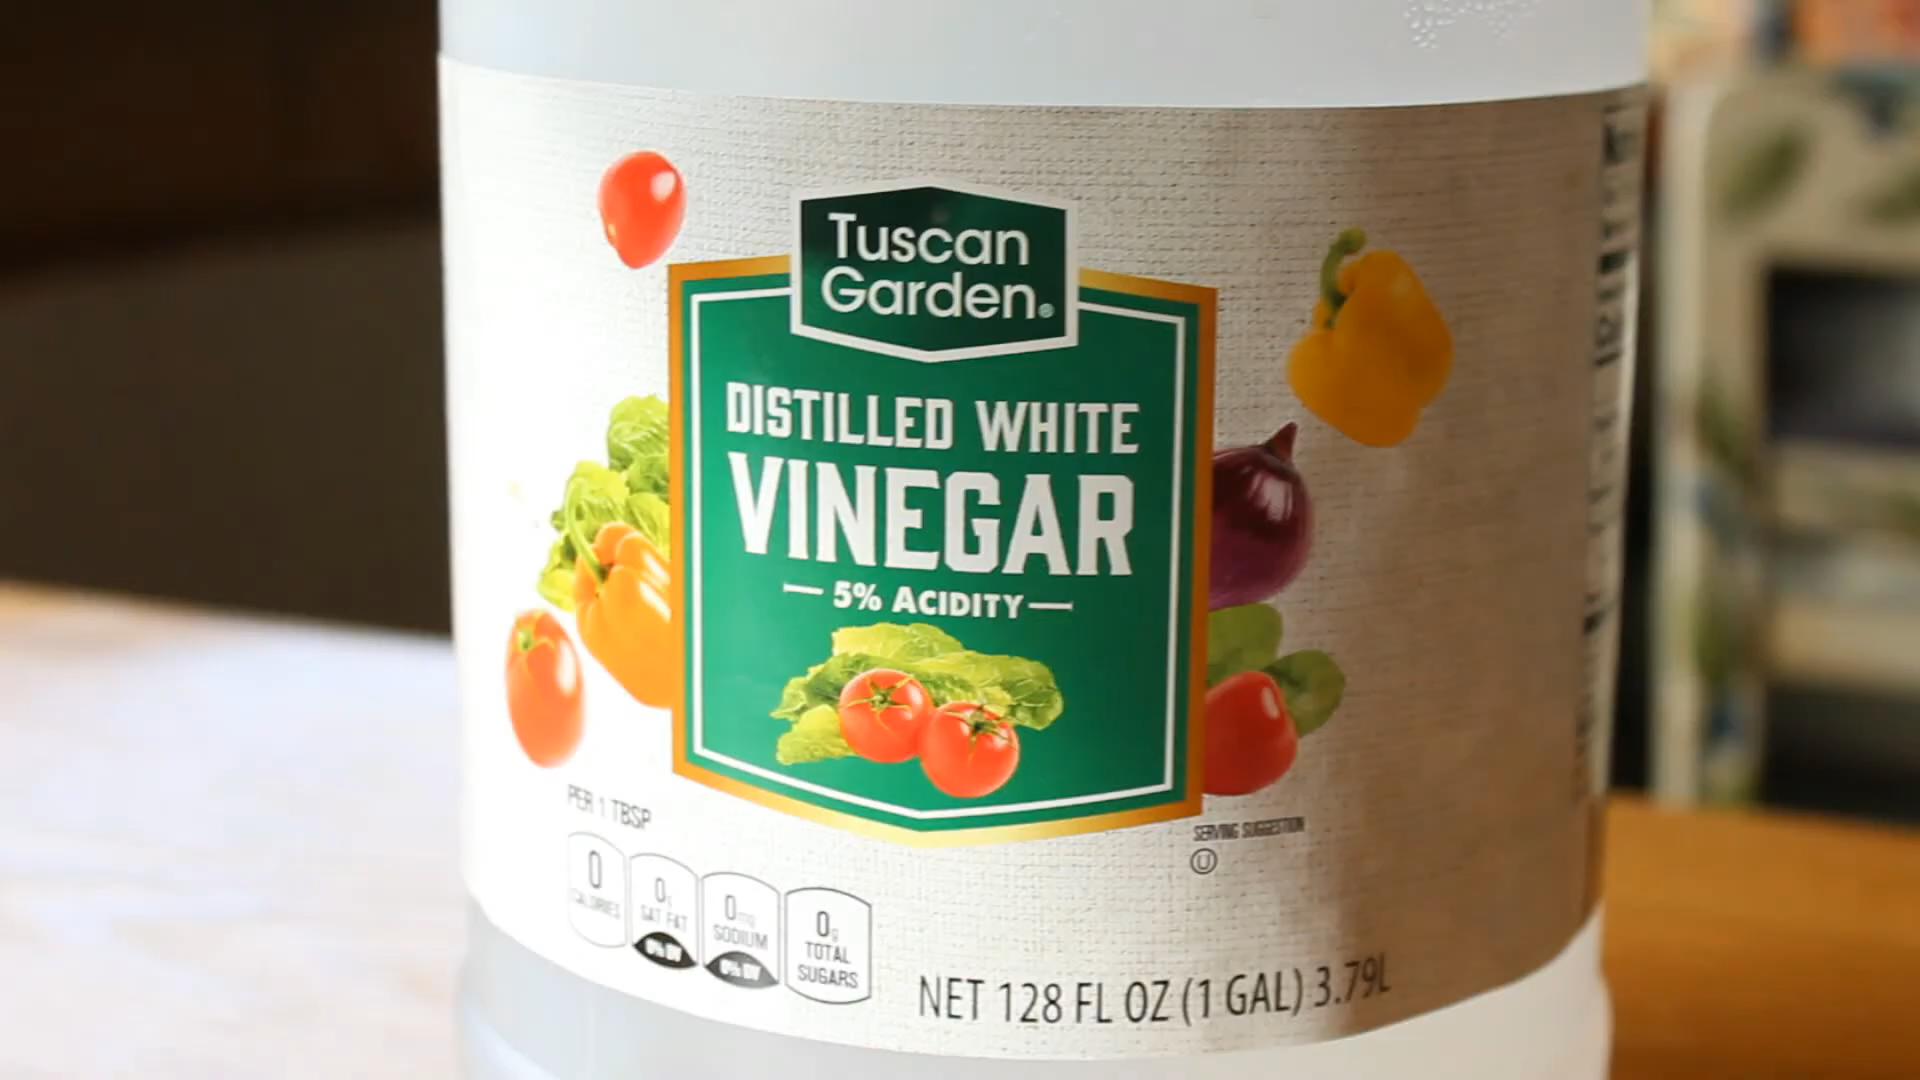 Tuscan
Garden®
DISTILLED WHITE
VINEGAR
5% ACIDITY
PER 1 TBSP
0
CALORIES
0g
SAT FAT
0% DV
0mg
SODIUM
0% DV
0g
TOTAL
SUGARS
SERVING SUGGESTION
U
NET 128 FL OZ (1 GAL) 3.79L